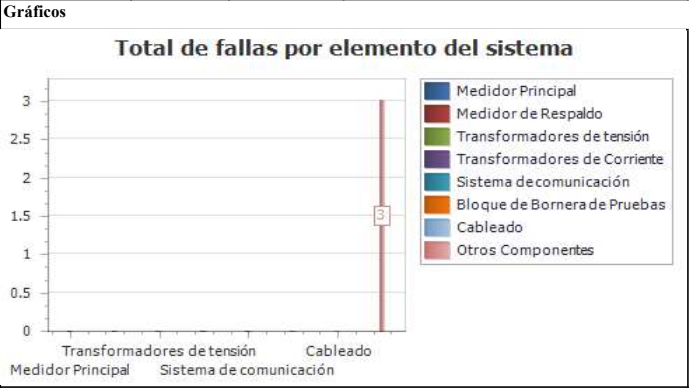 Gráficos
Total de fallas por elemento del sistema
3
2.5
2
1.5
1
0.5
0
3
Transformadores de tensión Cableado
Medidor Principal Sistema de comunicación
Medidor Principal
Medidor de Respaldo
Transformadores de tensión
Transformadores de Corriente
Sistema de comunicación
Bloque de Bornera de Pruebas
Cableado
Otros Componentes